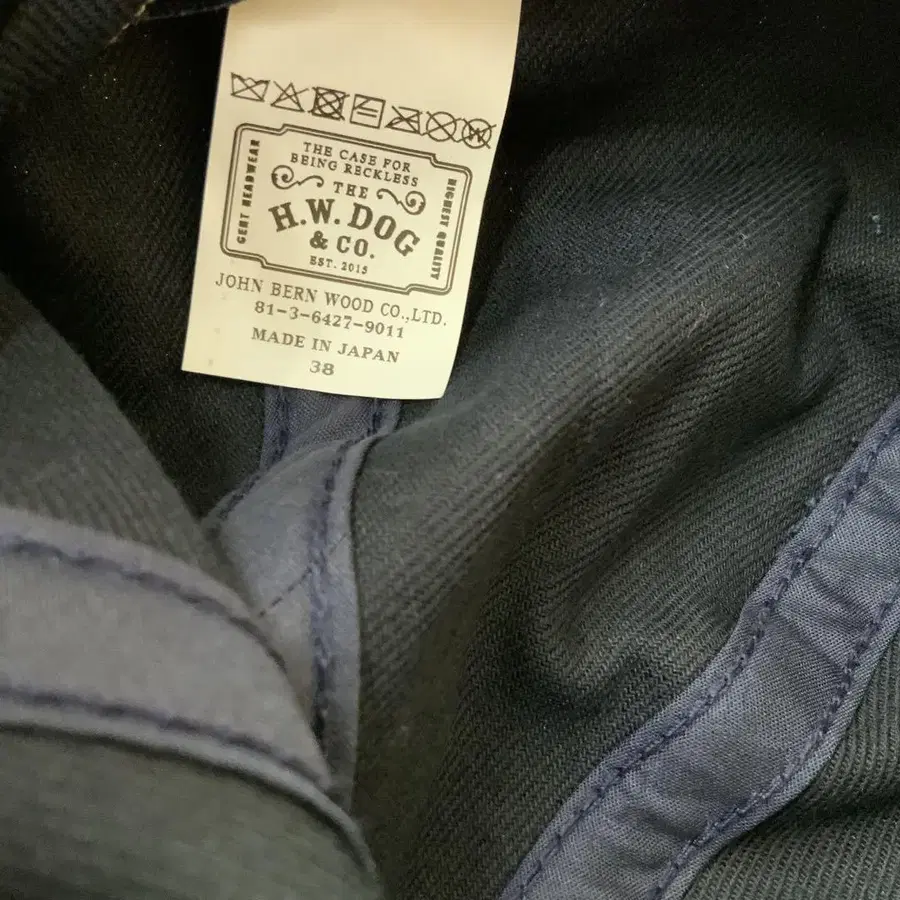 THE CASE FOR
BEING RECKLESS
THE
H.W.DOG
& CO.
EST. 2015
GENT HEADWEAR
HIGHEST QUALITY
JOHN BERN WOOD CO.,LTD.
81-3-6427-9011
MADE IN JAPAN
38